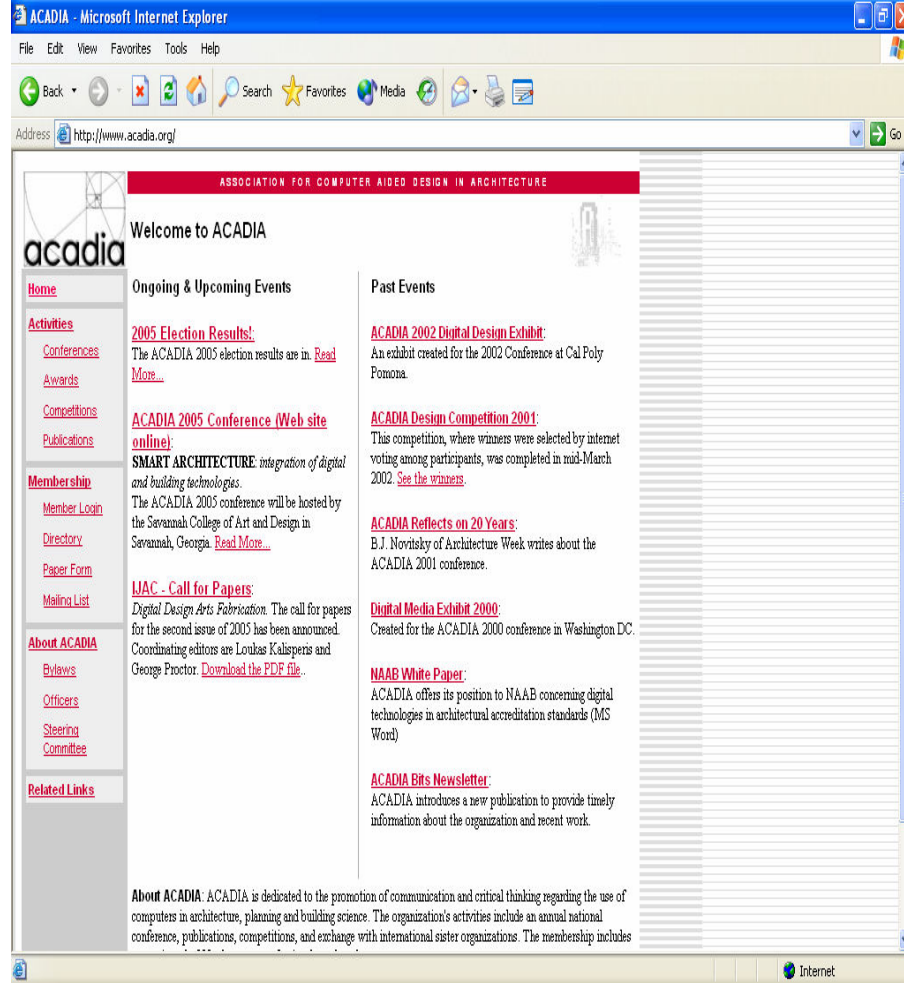 ACADIA - Microsoft Internet Explorer
File Edit View Favorites Tools Help
Back Search Favorites Media
Address http://www.acadia.org/ Go
ASSOCIATION FOR COMPUTER AIDED DESIGN IN ARCHITECTURE
acadia
Welcome to ACADIA
Home
Activities
Conferences
Awards
Competitions
Publications
Membership
Member Login
Directory
Paper Form
Mailing List
About ACADIA
Bylaws
Officers
Steering
Committee
Related Links
Ongoing & Upcoming Events
2005 Election Results!:
The ACADIA 2005 election results are in. Read
More...
ACADIA 2005 Conference (Web site
online):
SMART ARCHITECTURE: integration of digital
and building technologies.
The ACADIA 2005 conference will be hosted by
the Savannah College of Art and Design in
Savannah, Georgia. Read More...
IJAC - Call for Papers:
Digital Design Arts Fabrication. The call for papers
for the second issue of 2005 has been announced.
Coordinating editors are Loukas Kalisperis and
George Proctor. Download the PDF file..
Past Events
ACADIA 2002 Digital Design Exhibit:
An exhibit created for the 2002 Conference at Cal Poly
Pomona.
ACADIA Design Competition 2001:
This competition, where winners were selected by internet
voting among participants, was completed in mid-March
2002. See the winners.
ACADIA Reflects on 20 Years:
B.J. Novitsky of Architecture Week writes about the
ACADIA 2001 conference.
Digital Media Exhibit 2000:
Created for the ACADIA 2000 conference in Washington DC.
NAAB White Paper:
ACADIA offers its position to NAAB concerning digital
technologies in architectural accreditation standards (MS
Word)
ACADIA Bits Newsletter:
ACADIA introduces a new publication to provide timely
information about the organization and recent work.
About ACADIA: ACADIA is dedicated to the promotion of communication and critical thinking regarding the use of
computers in architecture, planning and building science. The organization's activities include an annual national
conference, publications, competitions, and exchange with international sister organizations. The membership includes
Internet